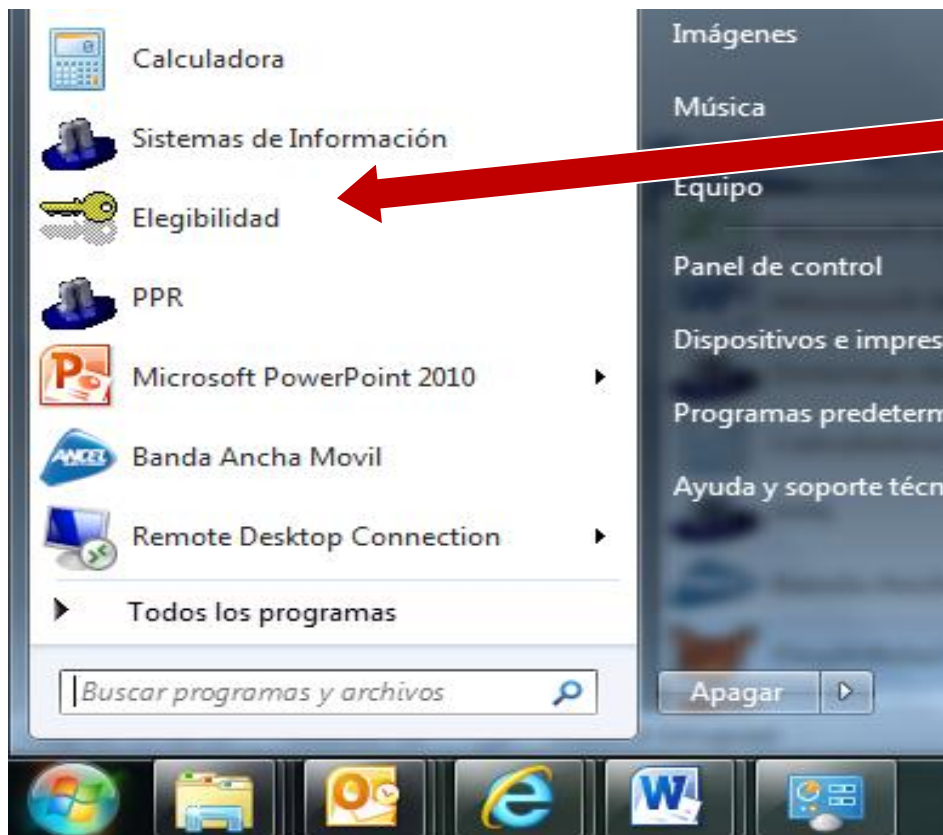 Calculadora
Sistemas de Información
Elegibilidad
PPR
Microsoft PowerPoint 2010
ANCEL
Banda Ancha Movil
Remote Desktop Connection
Todos los programas
Buscar programas y archivos
Imágenes
Música
Equipo
Panel de control
Dispositivos e impres
Programas predeterm
Ayuda y soporte técn
Apagar